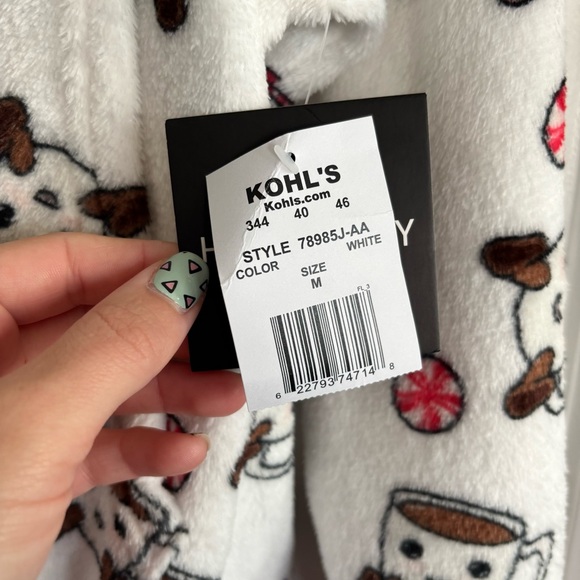 KOHL'S
Kohls.com
344 40 46
STYLE 78985J-AA
COLOR WHITE
SIZE
M
FL 3
6 22793 74714 8
H Y